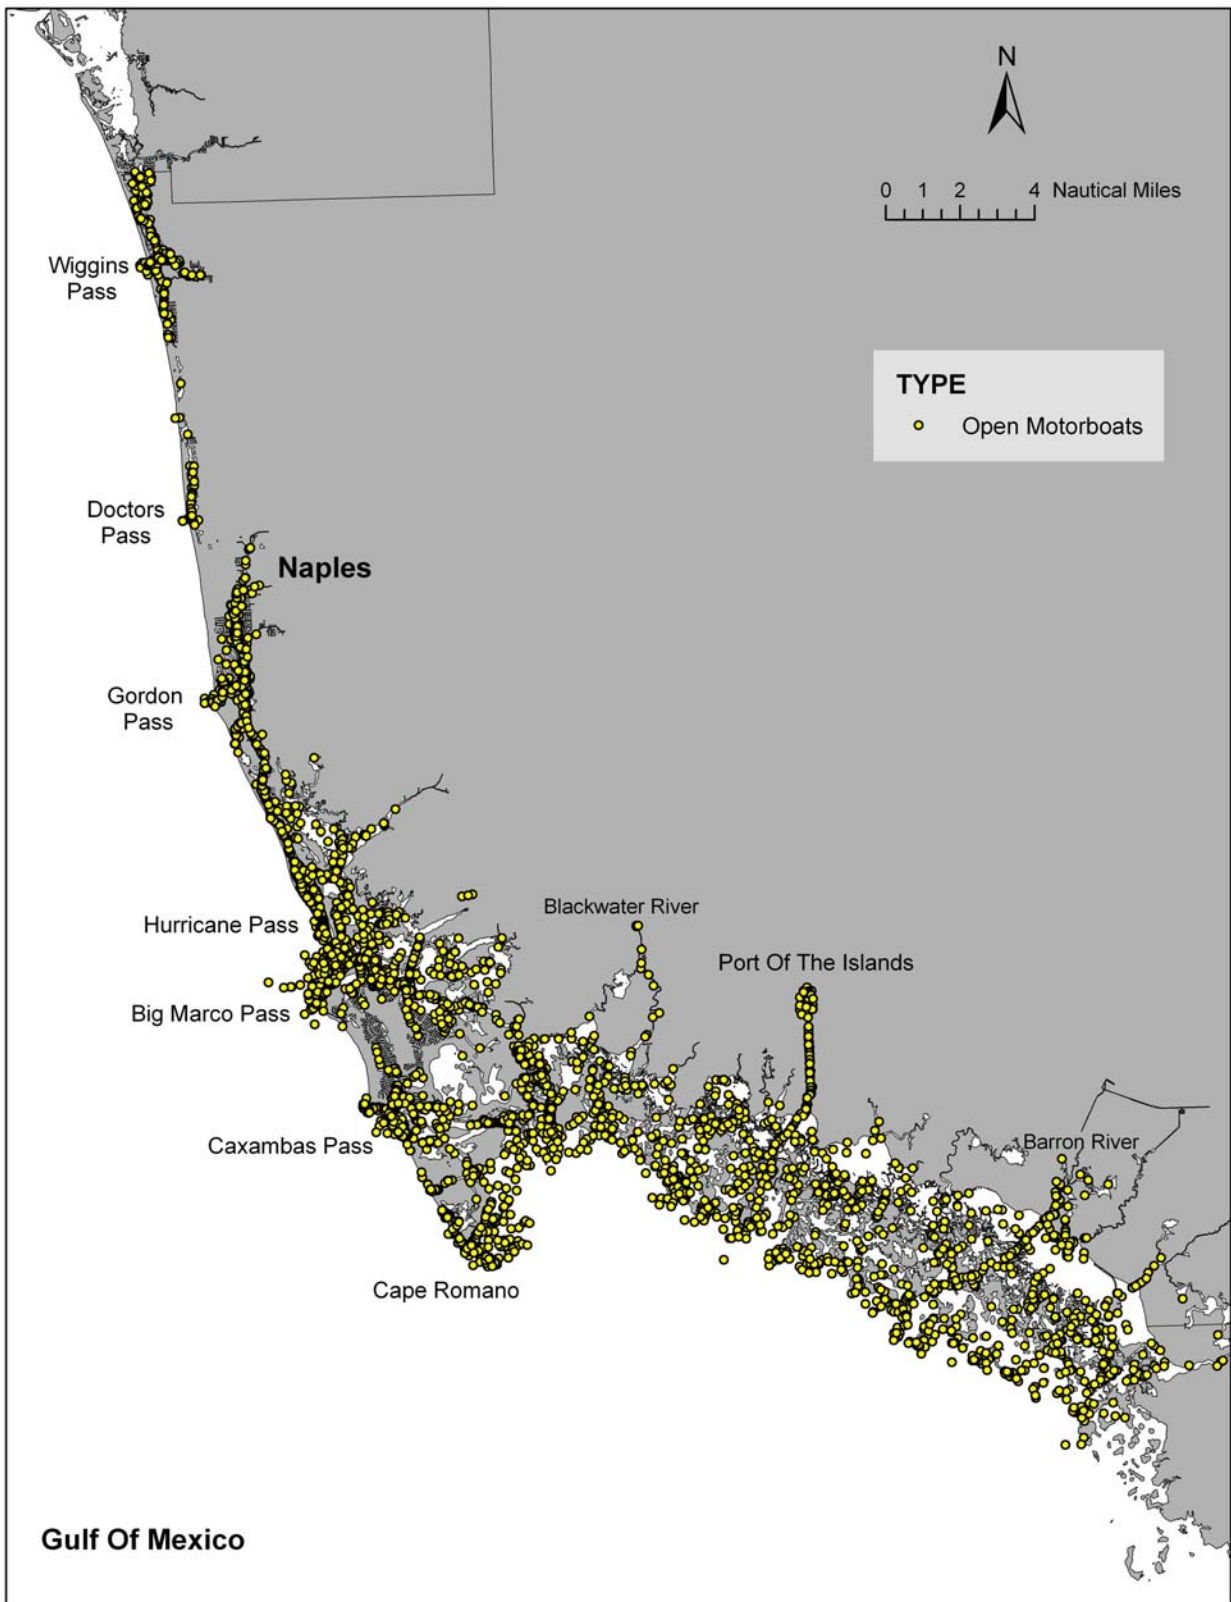 N
0 1 2 4 Nautical Miles
Wiggins
Pass
TYPE
Open Motorboats
Doctors
Pass
Naples
Gordon
Pass
Hurricane Pass
Blackwater River
Port Of The Islands
Big Marco Pass
Caxambas Pass
Barron River
Cape Romano
Gulf Of Mexico